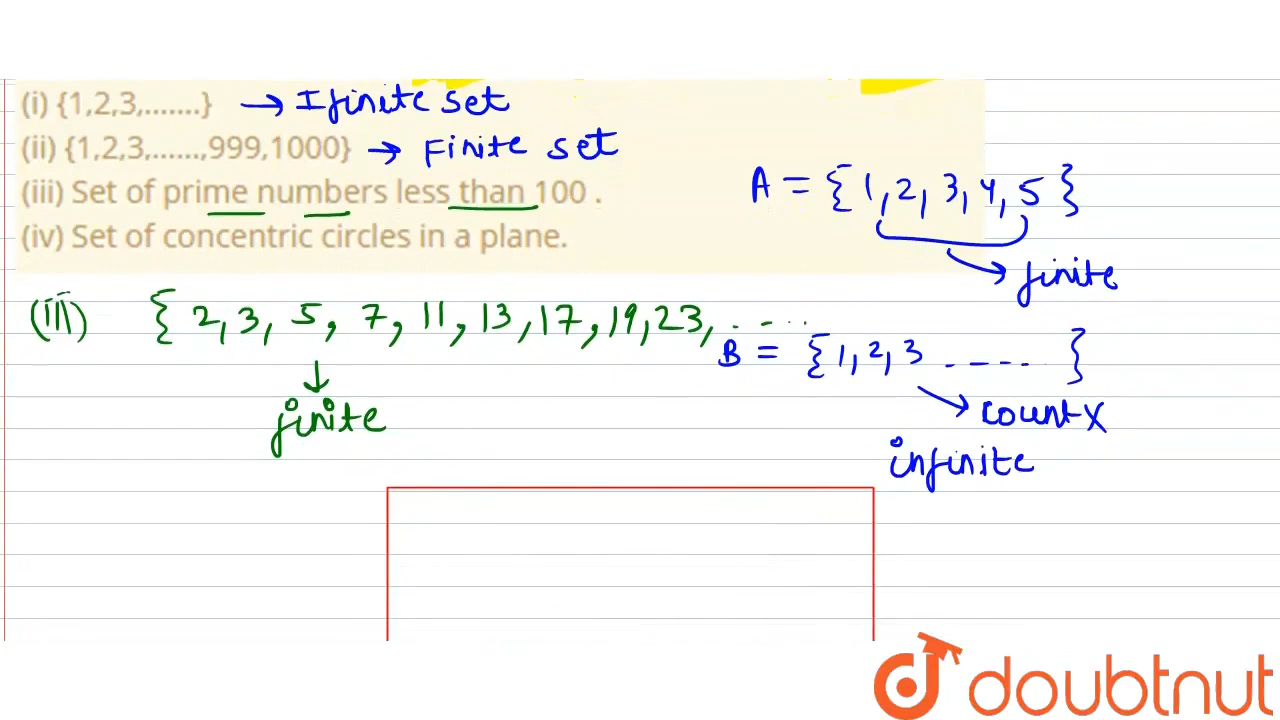 (i) {1,2,3,.......} → Ifinite set
(ii) {1,2,3,......,999,1000} → Finite set
(iii) Set of prime numbers less than 100 .
(iv) Set of concentric circles in a plane.
A = { 1, 2, 3, 4, 5 }
→ finite
(iii) { 2, 3, 5, 7, 11, 13, 17, 19, 23, .....
↓
finite
B = { 1, 2, 3 ..... }
→ count X
infinite
doubtnut